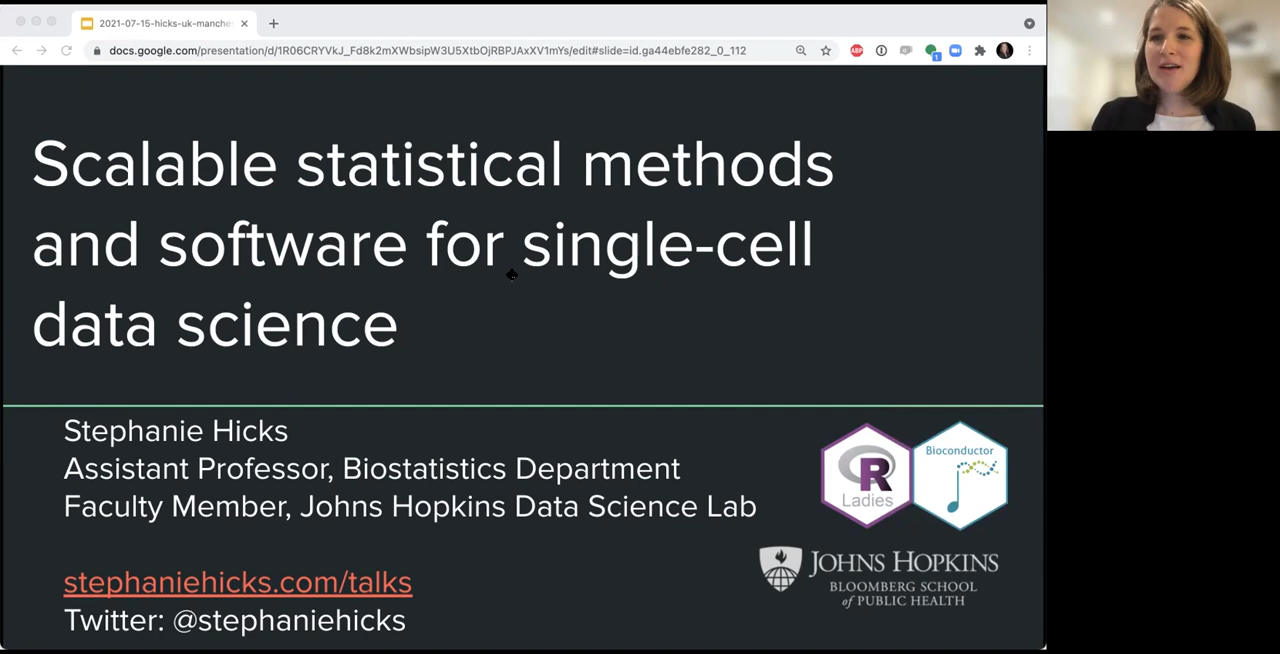 2021-07-15-hicks-uk-manche
docs.google.com/presentation/d/1R06CRYVkJ_Fd8k2mXWbsipW3U5XtbOjRBPJAxXV1mYs/edit#slide=id.ga44ebfe282_0_112
ABP
1
Scalable statistical methods
and software for single-cell
data science
Stephanie Hicks
Assistant Professor, Biostatistics Department
Faculty Member, Johns Hopkins Data Science Lab
R
Ladies
Bioconductor
JOHNS HOPKINS
BLOOMBERG SCHOOL
of PUBLIC HEALTH
stephaniehicks.com/talks
Twitter: @stephaniehicks